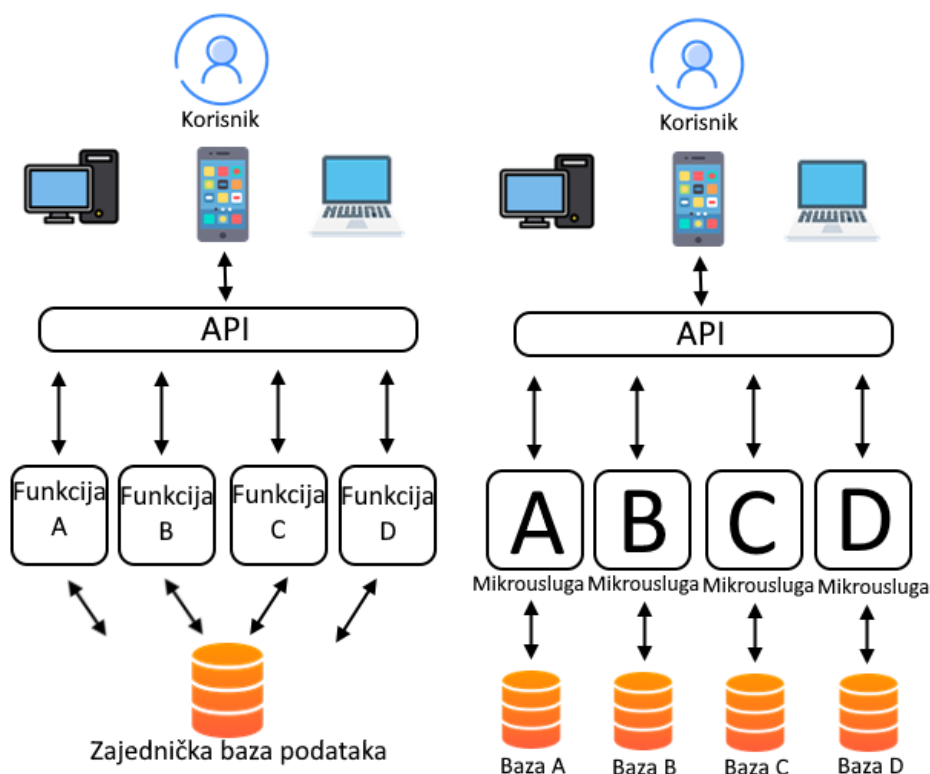 Korisnik
API
Funkcija
A
Funkcija
B
Funkcija
C
Funkcija
D
Zajednička baza podataka
Korisnik
API
A
Mikrousluga
B
Mikrousluga
C
Mikrousluga
D
Mikrousluga
Baza A
Baza B
Baza C
Baza D